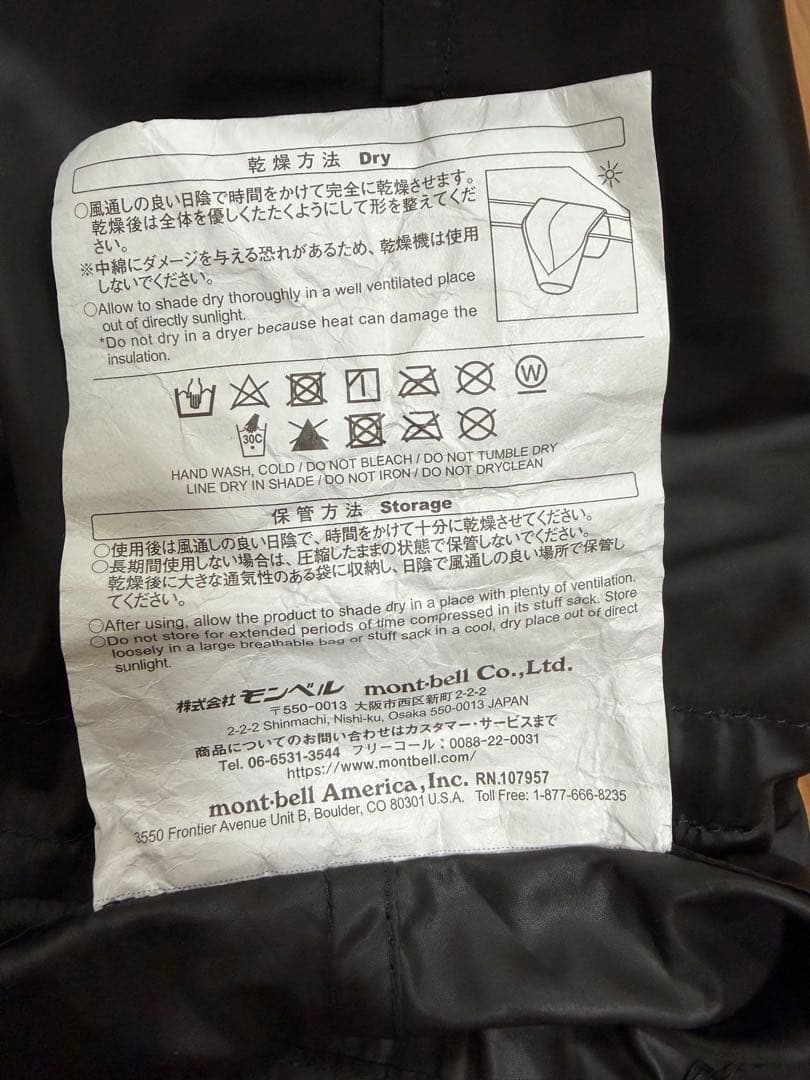 乾燥方法 Dry
○風通しの良い日陰で時間をかけて完全に乾燥させます。
乾燥後は全体を優しくたたくようにして形を整えてくだ
さい。
※中綿にダメージを与える恐れがあるため、乾燥機は使用
しないでください。
○Allow to shade dry thoroughly in a well ventilated place
out of directly sunlight.
*Do not dry in a dryer because heat can damage the
insulation.
W
30C
HAND WASH, COLD / DO NOT BLEACH / DO NOT TUMBLE DRY
LINE DRY IN SHADE / DO NOT IRON / DO NOT DRYCLEAN
保管方法 Storage
○使用後は風通しの良い日陰で、時間をかけて十分に乾燥させてください。
○長期間使用しない場合は、圧縮したままの状態で保管しないでください。
乾燥後に大きな通気性のある袋に収納し、日陰で風通しの良い場所で保管し
てください。
○After using, allow the product to shade dry in a place with plenty of ventilation.
○Do not store for extended periods of time compressed in its stuff sack. Store
loosely in a large breathable bag or stuff sack in a cool, dry place out of direct
sunlight.
株式会社 モンベル mont-bell Co.,Ltd.
〒550-0013 大阪市西区新町2-2-2
2-2-2 Shinmachi, Nishi-ku, Osaka 550-0013 JAPAN
商品についてのお問い合わせはカスタマー・サービスまで
Tel. 06-6531-3544 フリーコール：0088-22-0031
https://www.montbell.com/
mont-bell America, Inc. RN.107957
3550 Frontier Avenue Unit B, Boulder, CO 80301 U.S.A. Toll Free: 1-877-666-8235